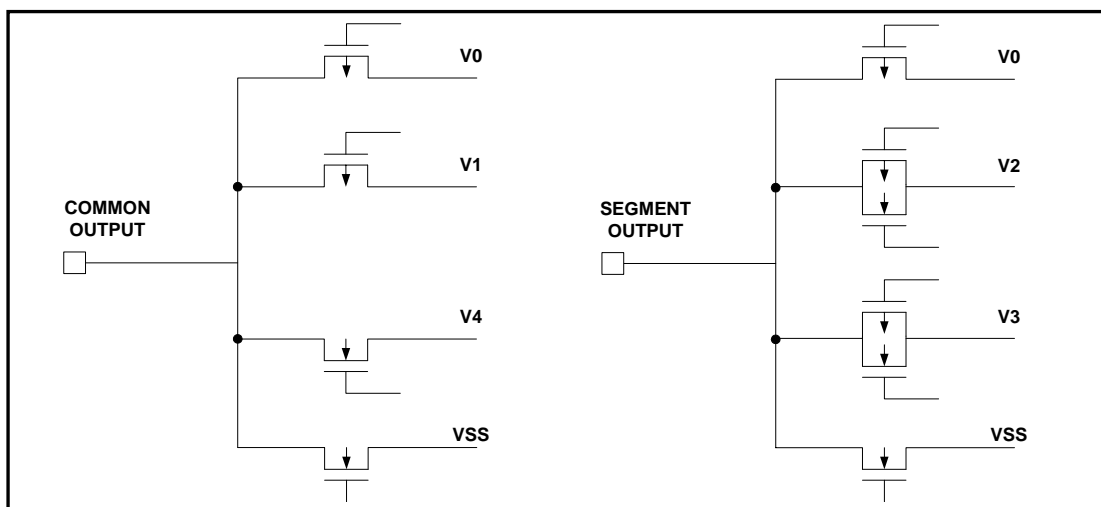 V0
V1
COMMON
OUTPUT
V4
VSS
V0
V2
SEGMENT
OUTPUT
V3
VSS